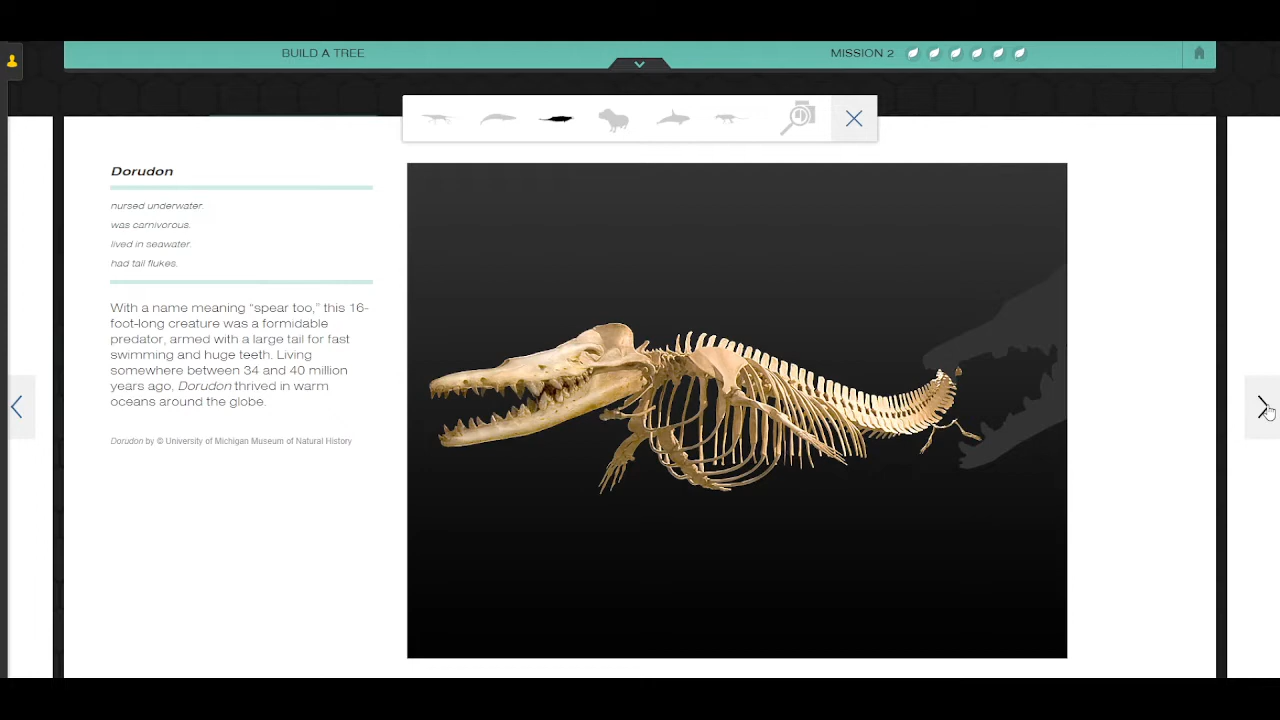 BUILD A TREE
MISSION 2
Dorudon
nursed underwater.
was carnivorous.
lived in seawater.
had tail flukes.
With a name meaning “spear too,” this 16-
foot-long creature was a formidable
predator, armed with a large tail for fast
swimming and huge teeth. Living
somewhere between 34 and 40 million
years ago, Dorudon thrived in warm
oceans around the globe.
Dorudon by © University of Michigan Museum of Natural History